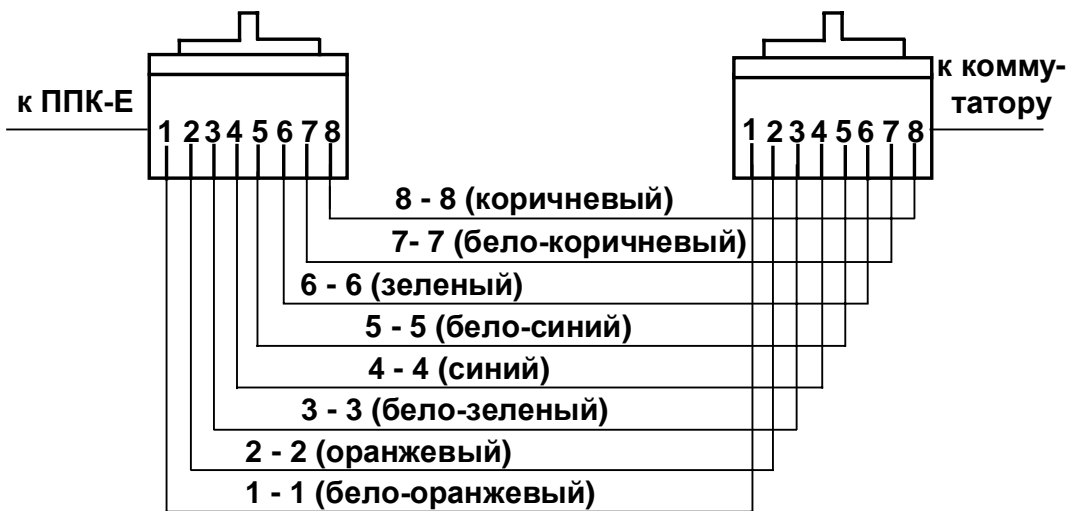 к ППК-Е
к комму-
татору
1 2 3 4 5 6 7 8
1 2 3 4 5 6 7 8
8 - 8 (коричневый)
7- 7 (бело-коричневый)
6 - 6 (зеленый)
5 - 5 (бело-синий)
4 - 4 (синий)
3 - 3 (бело-зеленый)
2 - 2 (оранжевый)
1 - 1 (бело-оранжевый)